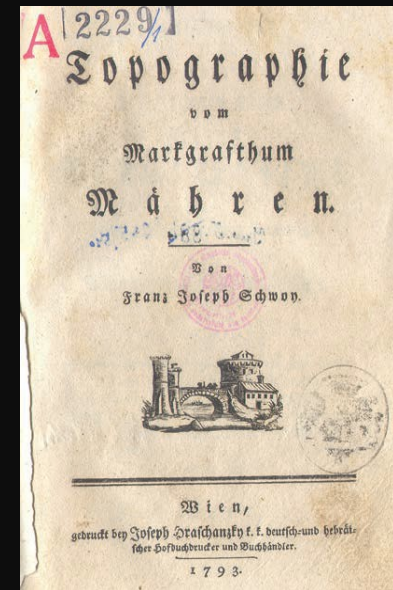 A
2229/1
Topographie
vom
Markgrafthum
Mähren.
Von
Franz Joseph Schwoy.
Wien,
gedruckt bey Joseph Hraschanzky k. k. deutsch-und hebräi-
scher Hofbuchdrucker und Buchhändler.
1793.